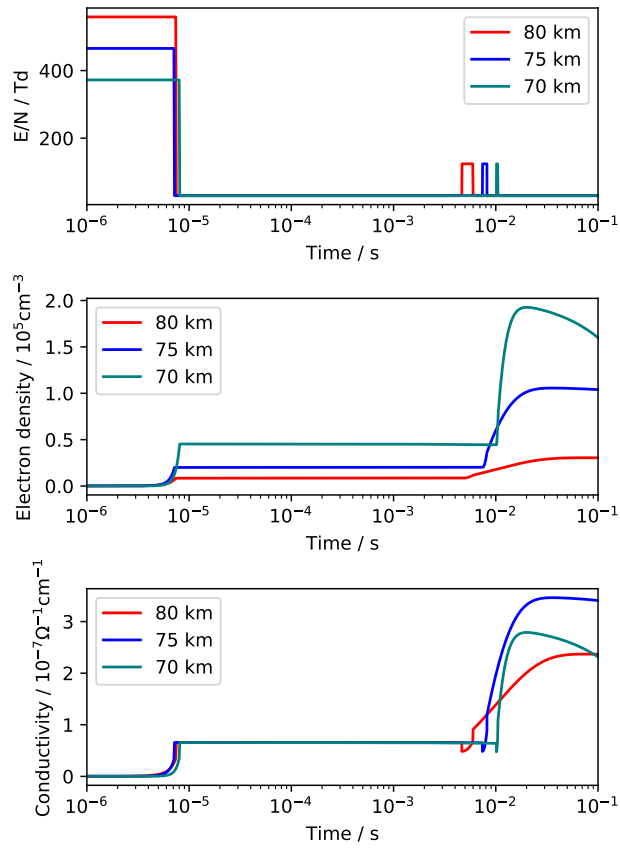 E/N / Td
400
200
80 km
75 km
70 km
10⁻⁶ 10⁻⁵ 10⁻⁴ 10⁻³ 10⁻² 10⁻¹
Time / s
Electron density / 10⁵cm⁻³
2.0
1.5
1.0
0.5
0.0
80 km
75 km
70 km
10⁻⁶ 10⁻⁵ 10⁻⁴ 10⁻³ 10⁻² 10⁻¹
Time / s
Conductivity / 10⁻⁷Ω⁻¹cm⁻¹
3
2
1
0
80 km
75 km
70 km
10⁻⁶ 10⁻⁵ 10⁻⁴ 10⁻³ 10⁻² 10⁻¹
Time / s